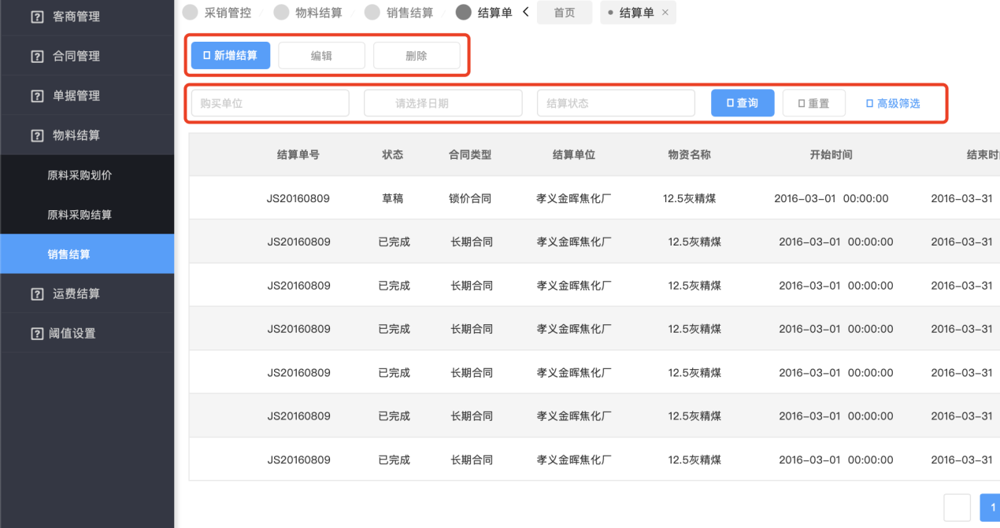 客商管理
合同管理
单据管理
物料结算
原料采购划价
原料采购结算
销售结算
运费结算
阈值设置
采销管控 / 物料结算 / 销售结算 / 结算单 首页 结算单 ×
新增结算 编辑 删除
购买单位 请选择日期 结算状态 查询 重置 高级筛选
结算单号 状态 合同类型 结算单位 物资名称 开始时间 结束时
JS20160809 草稿 锁价合同 孝义金晖焦化厂 12.5灰精煤 2016-03-01 00:00:00 2016-03-31
JS20160809 已完成 长期合同 孝义金晖焦化厂 12.5灰精煤 2016-03-01 00:00:00 2016-03-31
JS20160809 已完成 长期合同 孝义金晖焦化厂 12.5灰精煤 2016-03-01 00:00:00 2016-03-31
JS20160809 已完成 长期合同 孝义金晖焦化厂 12.5灰精煤 2016-03-01 00:00:00 2016-03-31
JS20160809 已完成 长期合同 孝义金晖焦化厂 12.5灰精煤 2016-03-01 00:00:00 2016-03-31
JS20160809 已完成 长期合同 孝义金晖焦化厂 12.5灰精煤 2016-03-01 00:00:00 2016-03-31
JS20160809 已完成 长期合同 孝义金晖焦化厂 12.5灰精煤 2016-03-01 00:00:00 2016-03-31
1